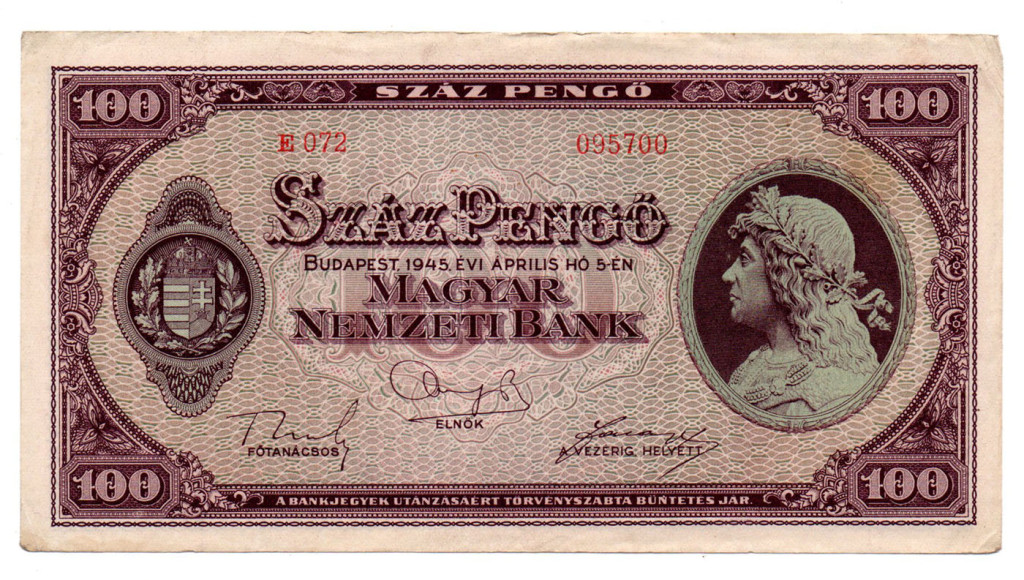 100 SZÁZ PENGŐ 100
E 072 095700
SZÁZ PENGŐ
BUDAPEST, 1945. ÉVI ÁPRILIS HÓ 5-ÉN
MAGYAR
NEMZETI BANK
ELNÖK
FŐTANÁCSOS A VEZÉRIG. HELYETT
100 A BANKJEGYEK UTÁNZÁSÁÉRT TÖRVÉNYSZABTA BÜNTETÉS JÁR. 100